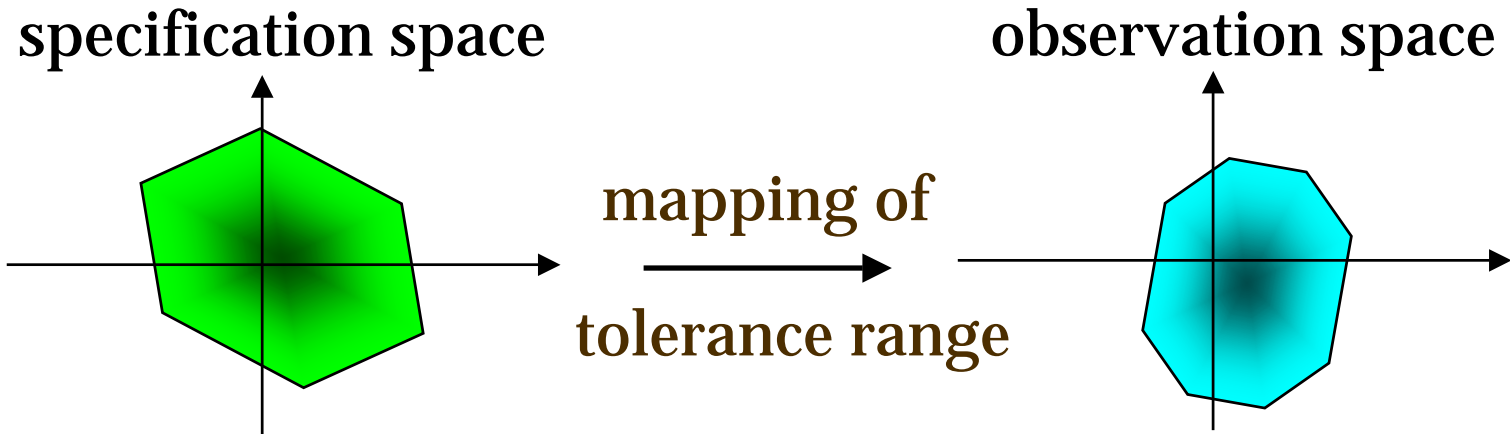 specification space
observation space
mapping of
tolerance range